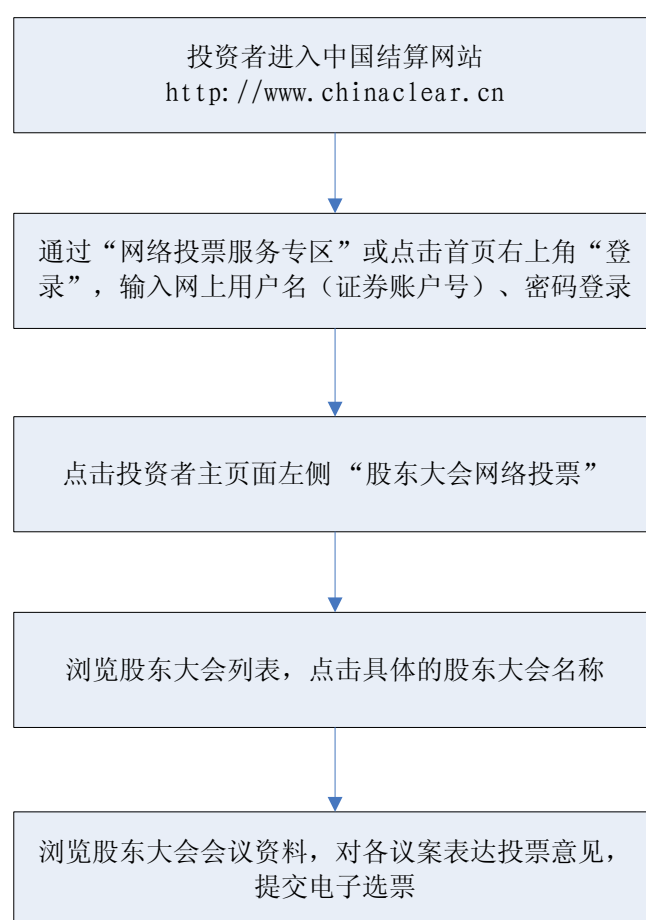 投资者进入中国结算网站
http://www.chinaclear.cn
通过“网络投票服务专区”或点击首页右上角“登
录”，输入网上用户名（证券账户号）、密码登录
点击投资者主页面左侧 “股东大会网络投票”
浏览股东大会列表，点击具体的股东大会名称
浏览股东大会会议资料，对各议案表达投票意见，
提交电子选票